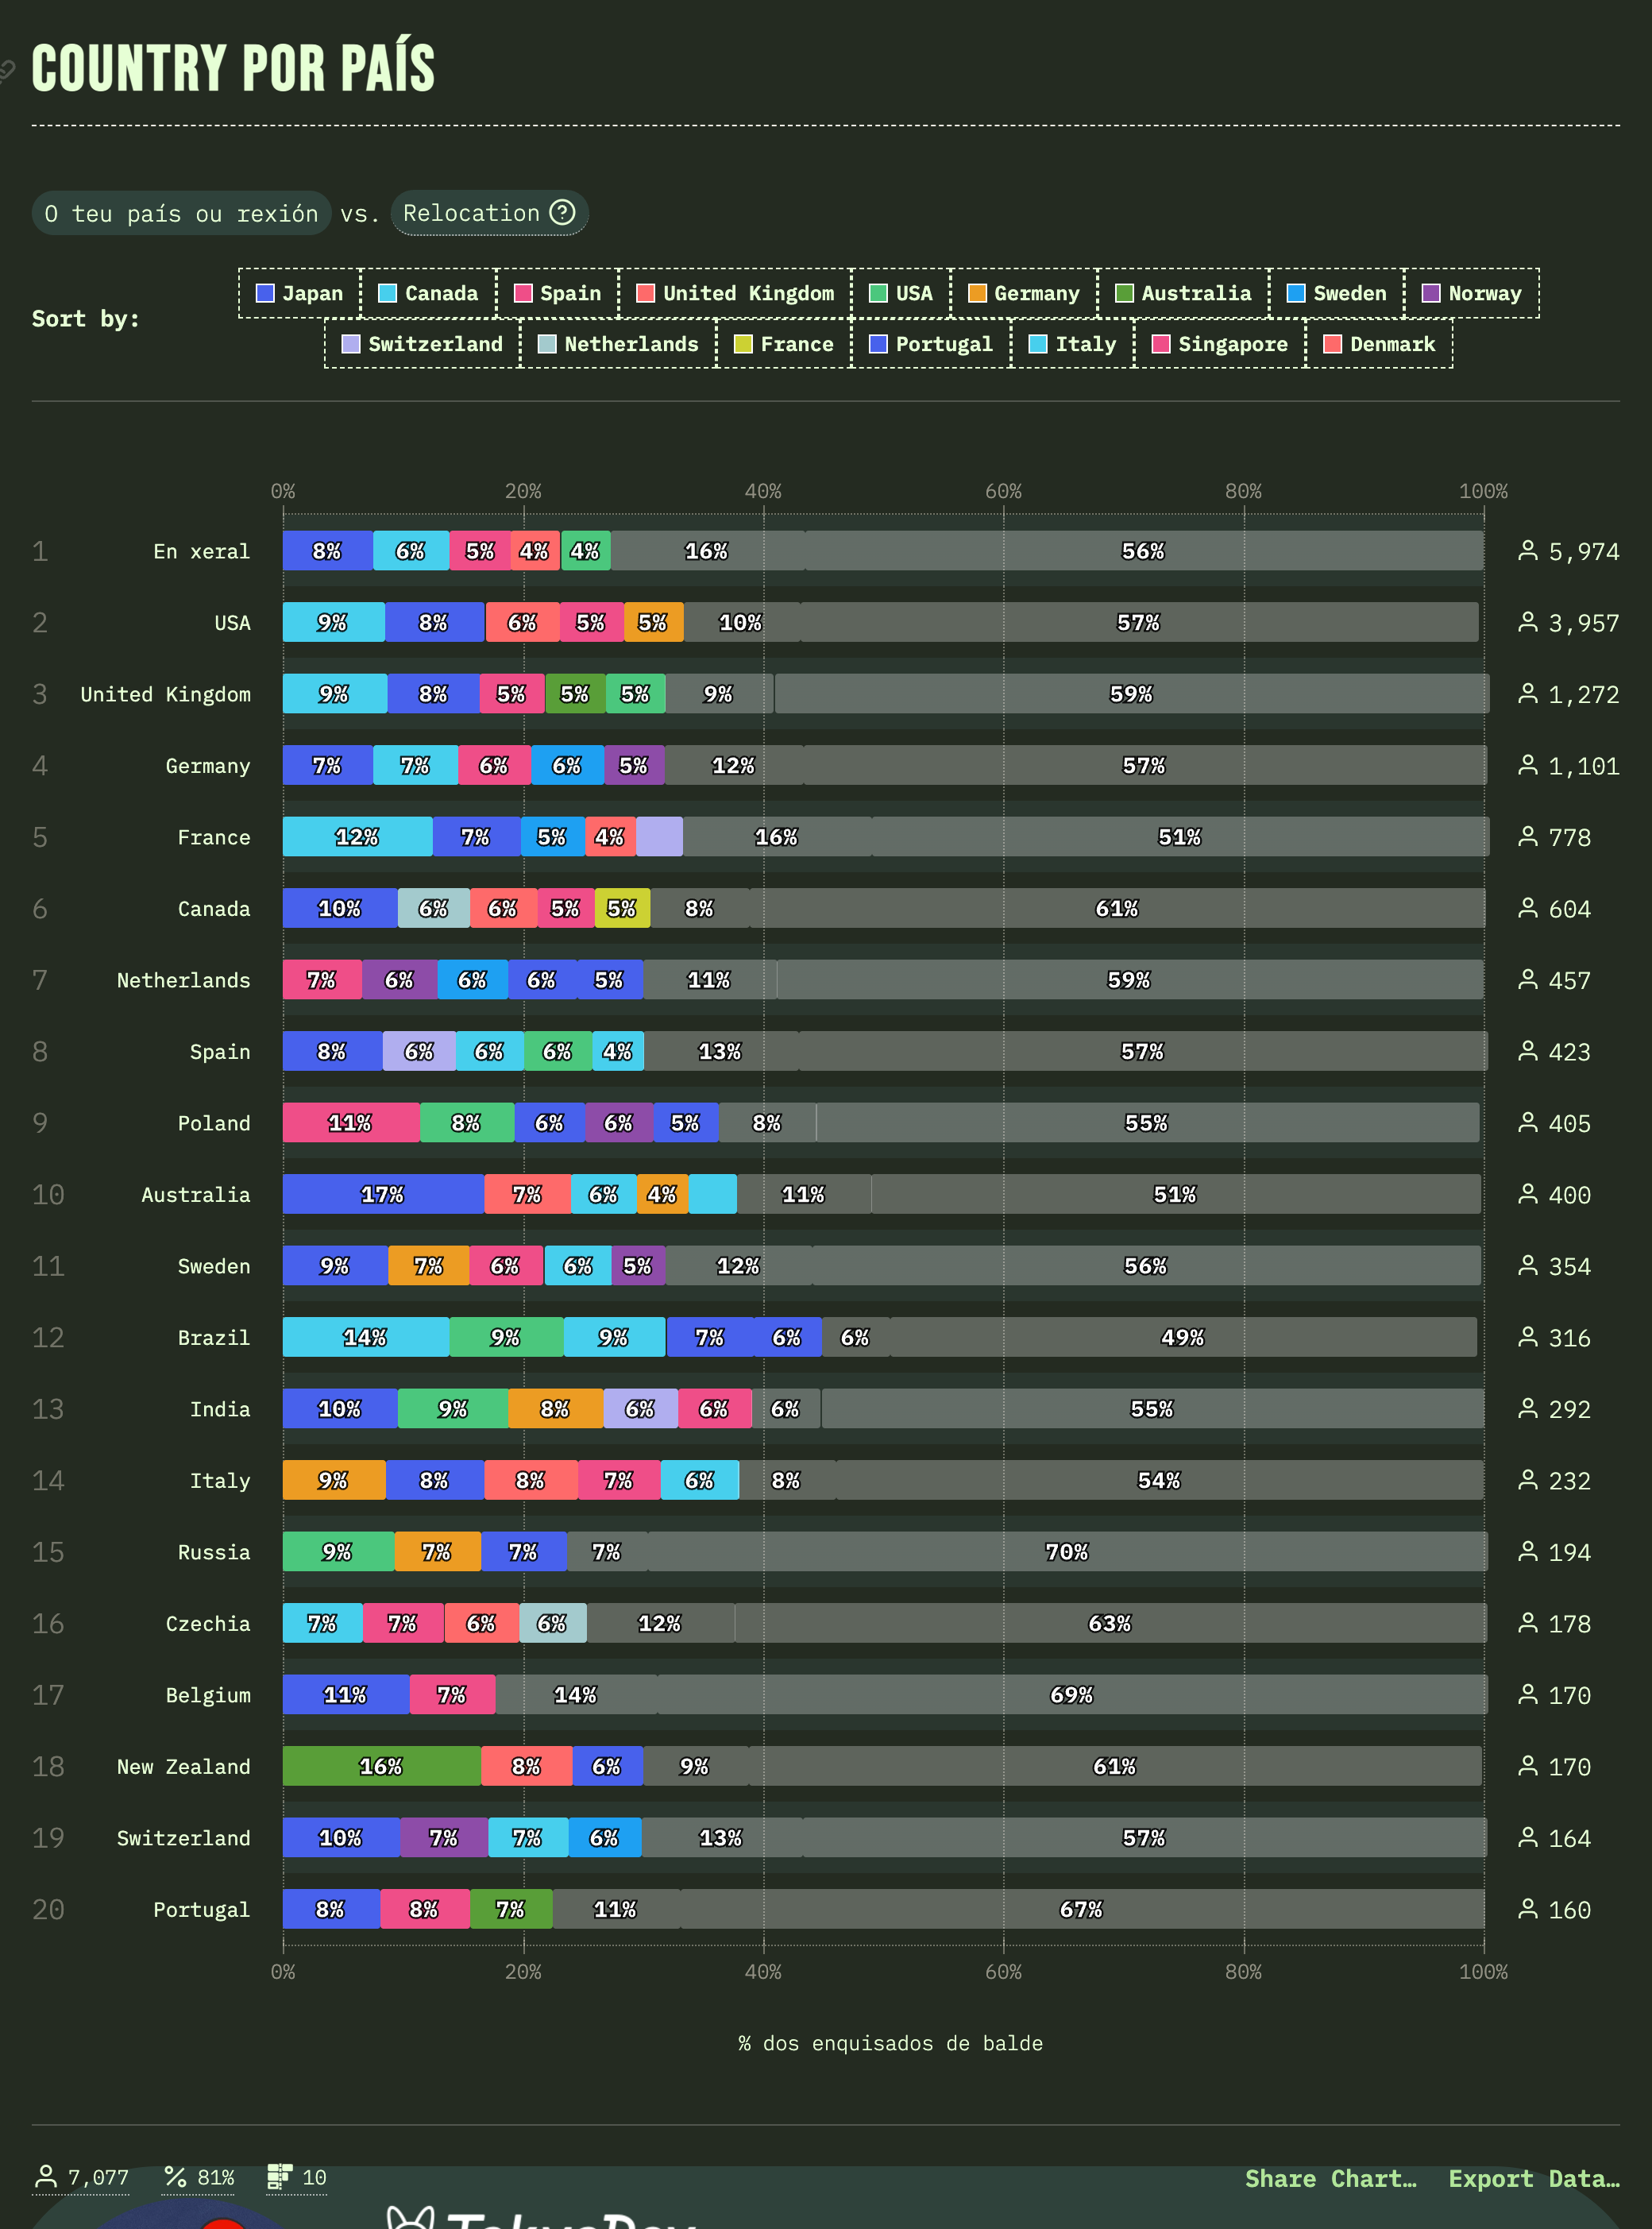 COUNTRY POR PAÍS
O teu país ou rexión vs. Relocation ?
Sort by:
Japan Canada Spain United Kingdom USA Germany Australia Sweden Norway
Switzerland Netherlands France Portugal Italy Singapore Denmark
0% 20% 40% 60% 80% 100%
1 En xeral 8% 6% 5% 4% 4% 16% 56% 5,974
2 USA 9% 8% 6% 5% 5% 10% 57% 3,957
3 United Kingdom 9% 8% 5% 5% 5% 9% 59% 1,272
4 Germany 7% 7% 6% 6% 5% 12% 57% 1,101
5 France 12% 7% 5% 4% 16% 51% 778
6 Canada 10% 6% 6% 5% 5% 8% 61% 604
7 Netherlands 7% 6% 6% 6% 5% 11% 59% 457
8 Spain 8% 6% 6% 6% 4% 13% 57% 423
9 Poland 11% 8% 6% 6% 5% 8% 55% 405
10 Australia 17% 7% 6% 4% 11% 51% 400
11 Sweden 9% 7% 6% 6% 5% 12% 56% 354
12 Brazil 14% 9% 9% 7% 6% 6% 49% 316
13 India 10% 9% 8% 6% 6% 6% 55% 292
14 Italy 9% 8% 8% 7% 6% 8% 54% 232
15 Russia 9% 7% 7% 7% 70% 194
16 Czechia 7% 7% 6% 6% 12% 63% 178
17 Belgium 11% 7% 14% 69% 170
18 New Zealand 16% 8% 6% 9% 61% 170
19 Switzerland 10% 7% 7% 6% 13% 57% 164
20 Portugal 8% 8% 7% 11% 67% 160
0% 20% 40% 60% 80% 100%
% dos enquisados de balde
7,077 81% 10 Share Chart… Export Data…
TokyoDev